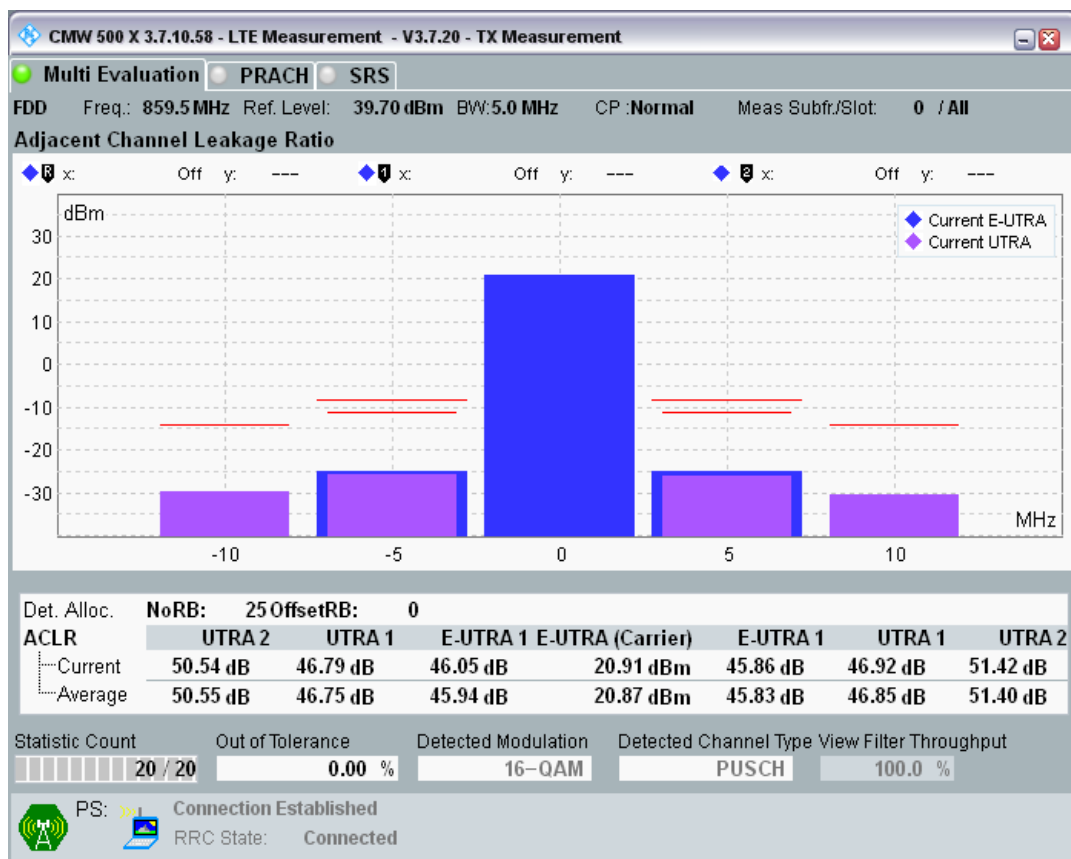 CMW 500 X 3.7.10.58 - LTE Measurement - V3.7.20 - TX Measurement
Multi Evaluation PRACH SRS
FDD Freq.: 859.5 MHz Ref. Level: 39.70 dBm BW:5.0 MHz CP :Normal Meas Subfr./Slot: 0 / All
Adjacent Channel Leakage Ratio
R x: Off y: --- 1 x: Off y: --- 2 x: Off y: ---
dBm
Current E-UTRA
Current UTRA
30
20
10
0
-10
-20
-30
MHz
-10 -5 0 5 10
Det. Alloc. NoRB: 25 OffsetRB: 0
ACLR UTRA 2 UTRA 1 E-UTRA 1 E-UTRA (Carrier) E-UTRA 1 UTRA 1 UTRA 2
Current 50.54 dB 46.79 dB 46.05 dB 20.91 dBm 45.86 dB 46.92 dB 51.42 dB
Average 50.55 dB 46.75 dB 45.94 dB 20.87 dBm 45.83 dB 46.85 dB 51.40 dB
Statistic Count Out of Tolerance Detected Modulation Detected Channel Type View Filter Throughput
20 / 20 0.00 % 16-QAM PUSCH 100.0 %
PS: Connection Established
RRC State: Connected